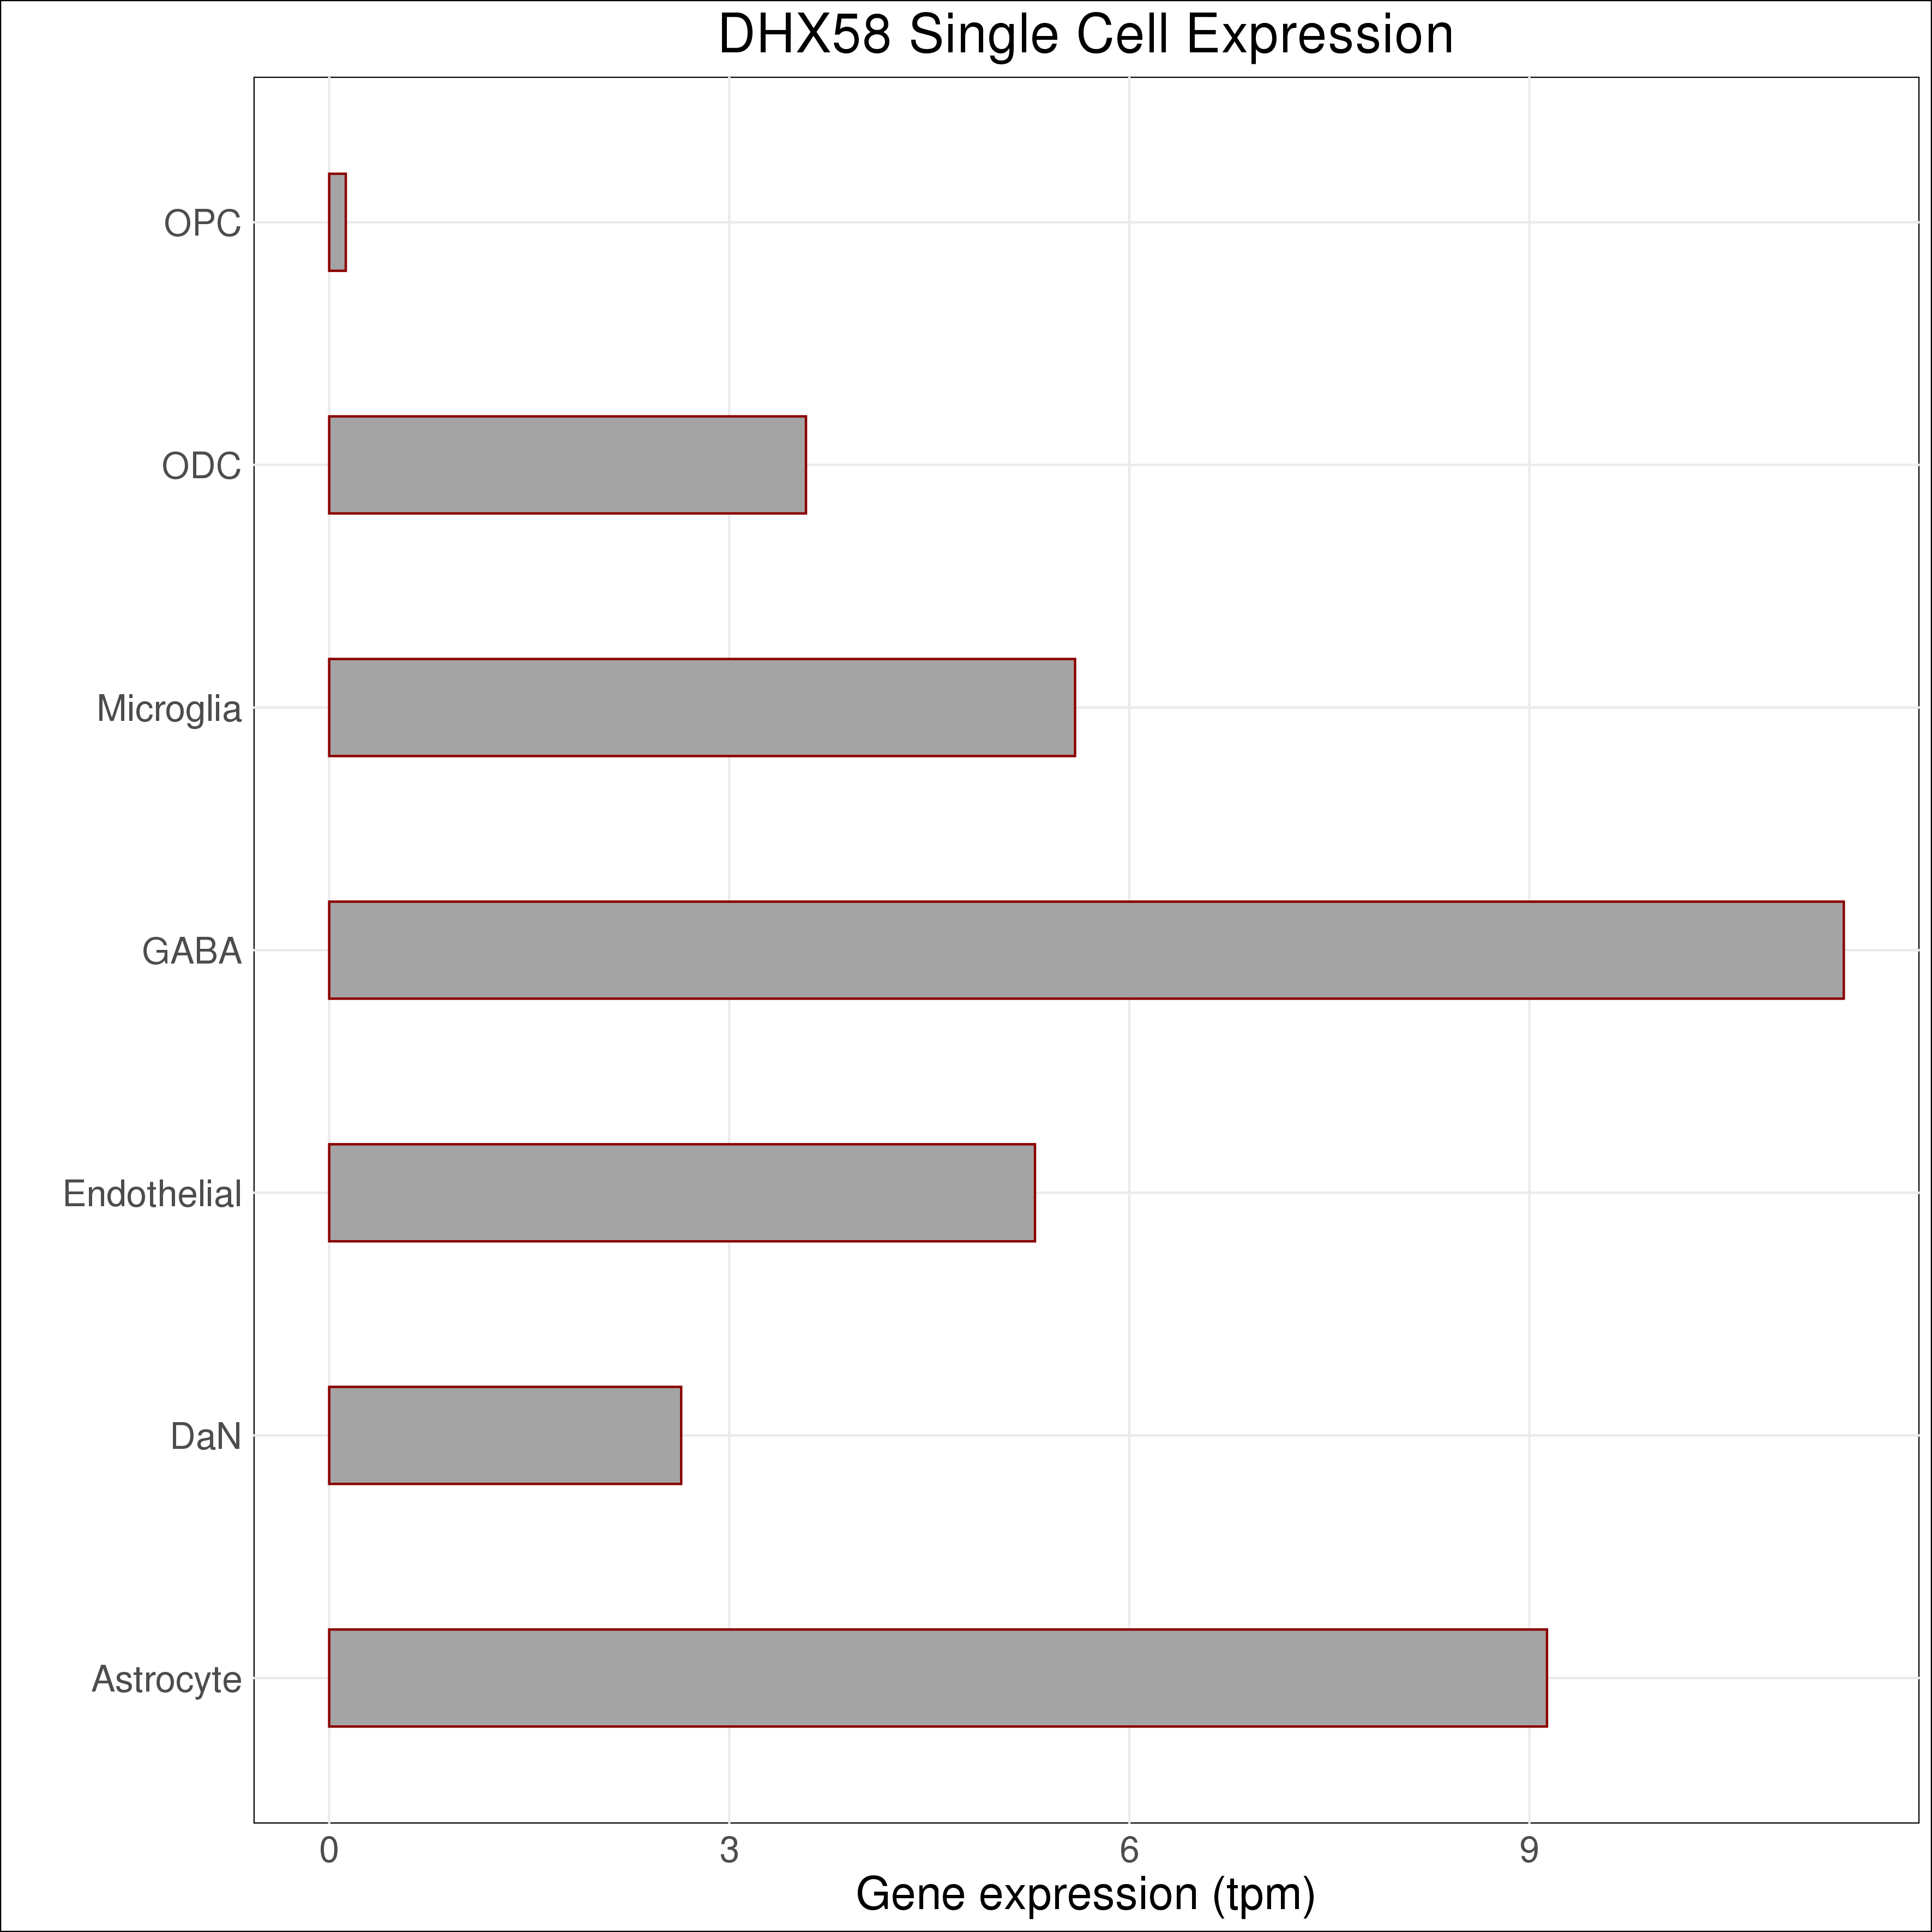 DHX58 Single Cell Expression
OPC
ODC
Microglia
GABA
Endothelial
DaN
Astrocyte
0 3 6 9
Gene expression (tpm)